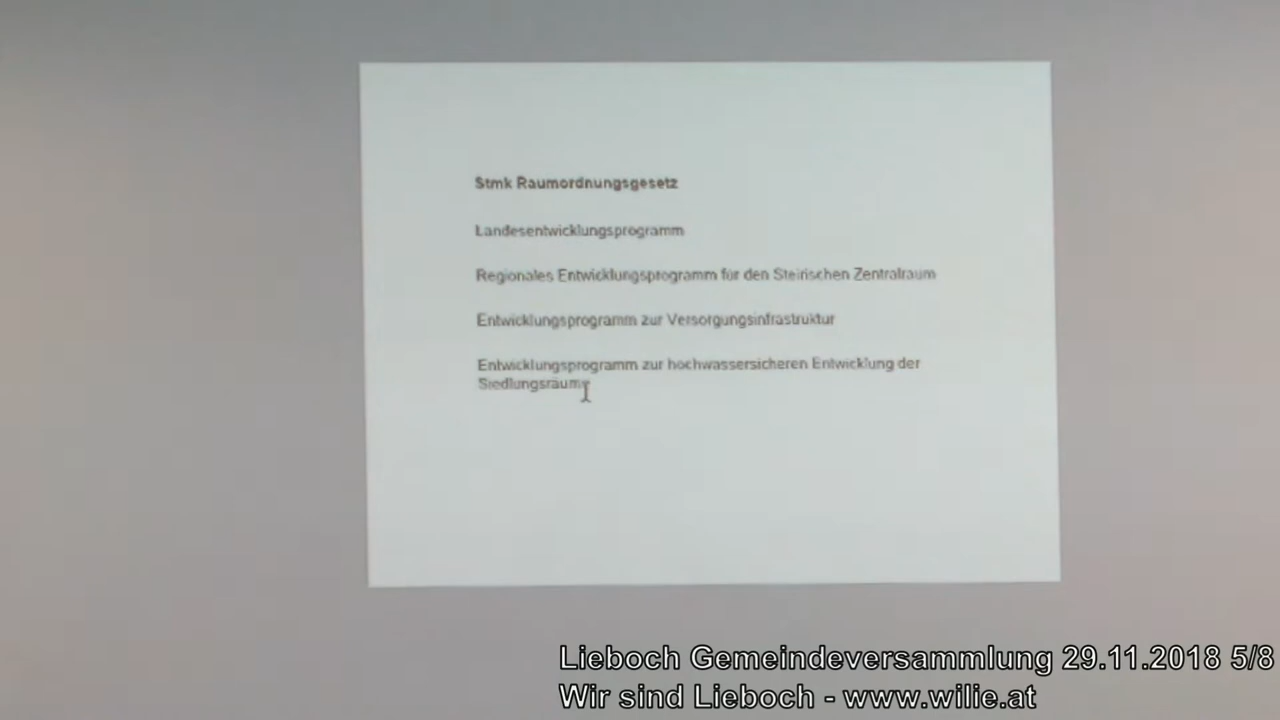 Stmk Raumordnungsgesetz
Landesentwicklungsprogramm
Regionales Entwicklungsprogramm für den Steirischen Zentralraum
Entwicklungsprogramm zur Versorgungsinfrastruktur
Entwicklungsprogramm zur hochwassersicheren Entwicklung der
Siedlungsräume
Lieboch Gemeindeversammlung 29.11.2018 5/8
Wir sind Lieboch - www.wilie.at